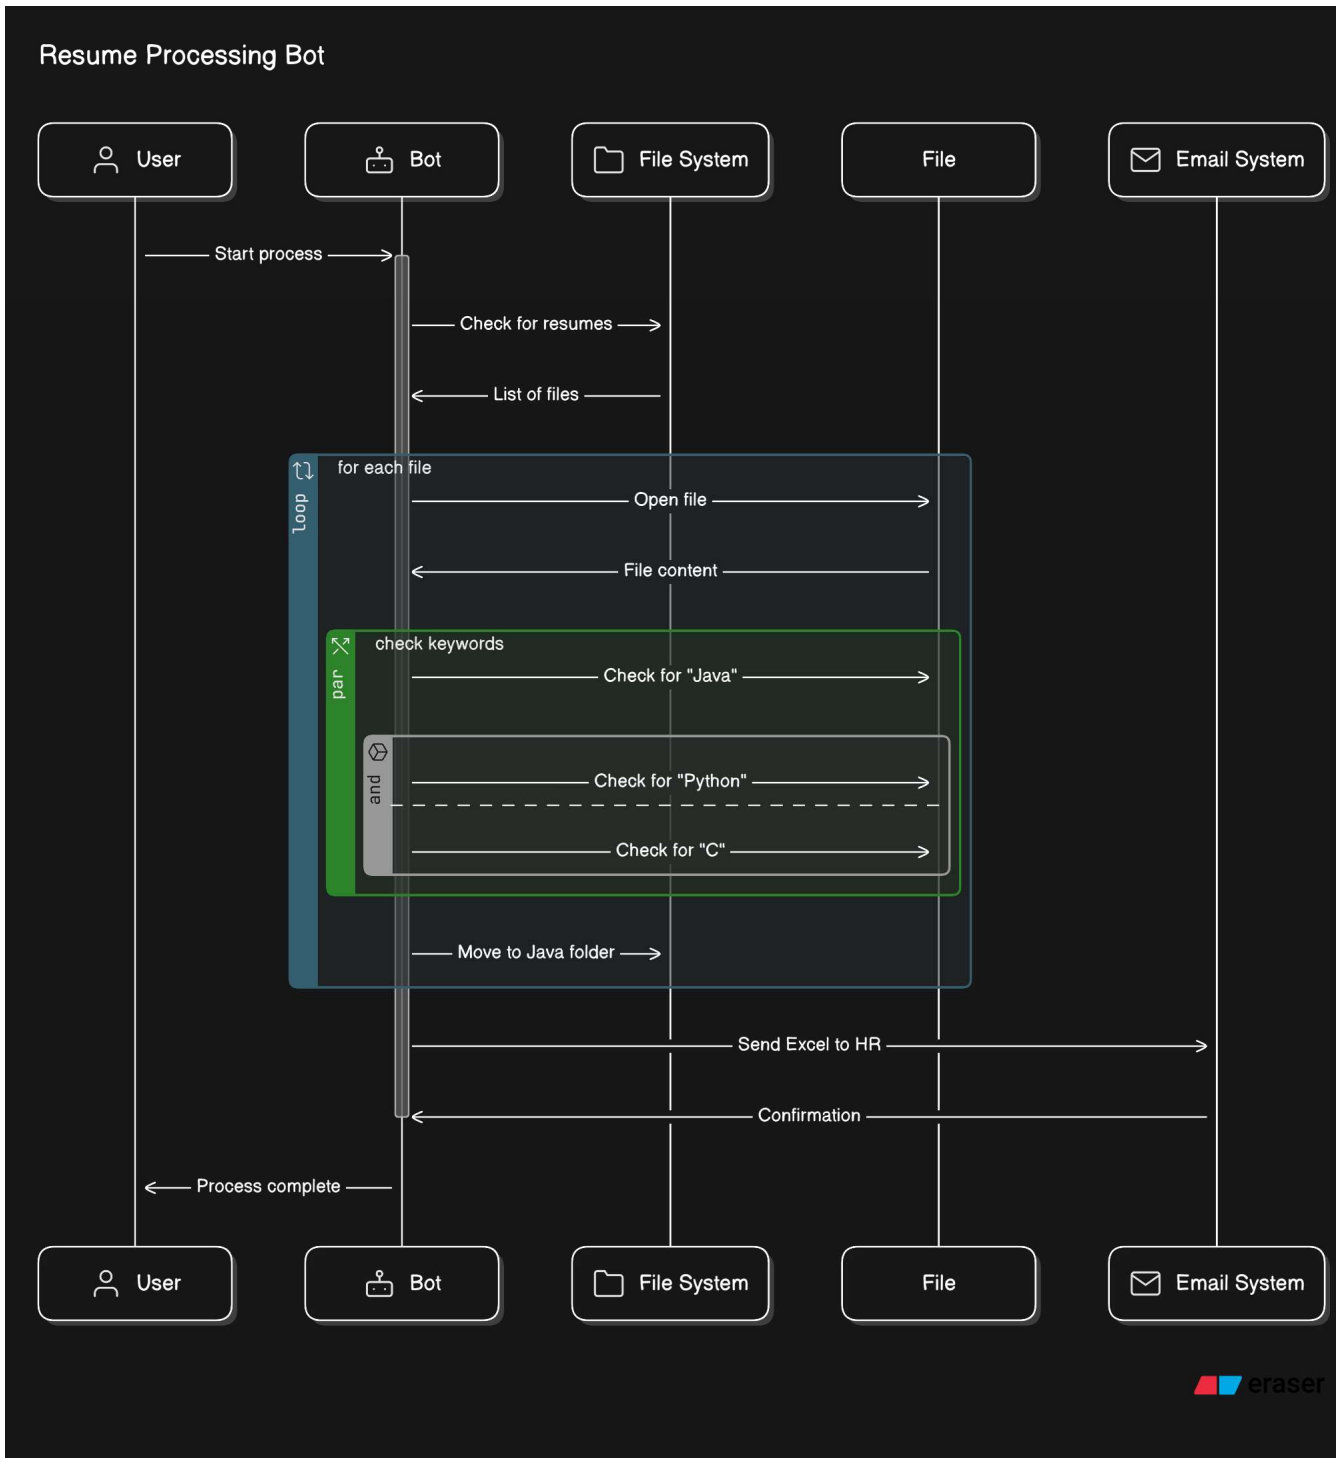 Resume Processing Bot
User
Bot
File System
File
Email System
Start process
Check for resumes
List of files
loop
for each file
Open file
File content
par
check keywords
Check for "Java"
and
Check for "Python"
Check for "C"
Move to Java folder
Send Excel to HR
Confirmation
Process complete
User
Bot
File System
File
Email System
eraser